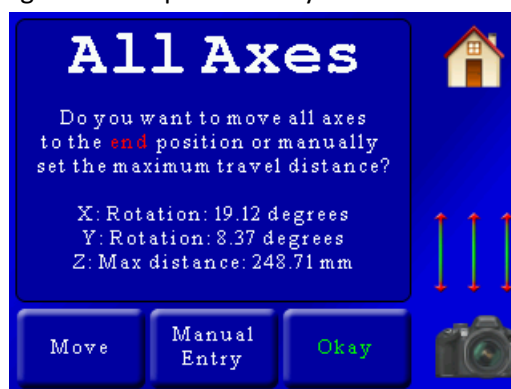 All Axes
Do you want to move all axes
to the end position or manually
set the maximum travel distance?
X: Rotation: 19.12 degrees
Y: Rotation: 8.37 degrees
Z: Max distance: 248.71 mm
Move
Manual
Entry
Okay